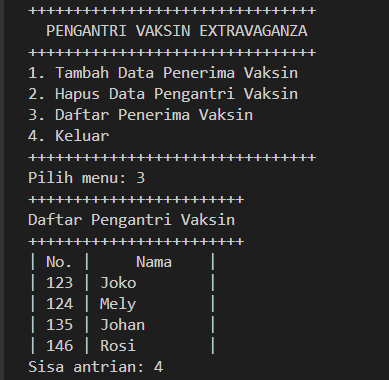 ++++++++++++++++++++++++++++++++
PENGANTRI VAKSIN EXTRAVAGANZA
++++++++++++++++++++++++++++++++
1. Tambah Data Penerima Vaksin
2. Hapus Data Pengantri Vaksin
3. Daftar Penerima Vaksin
4. Keluar
++++++++++++++++++++++++++++++++
Pilih menu: 3
++++++++++++++++++++++++
Daftar Pengantri Vaksin
++++++++++++++++++++++++
| No. |     Nama    |
| 123 | Joko        |
| 124 | Mely        |
| 135 | Johan       |
| 146 | Rosi        |
Sisa antrian: 4